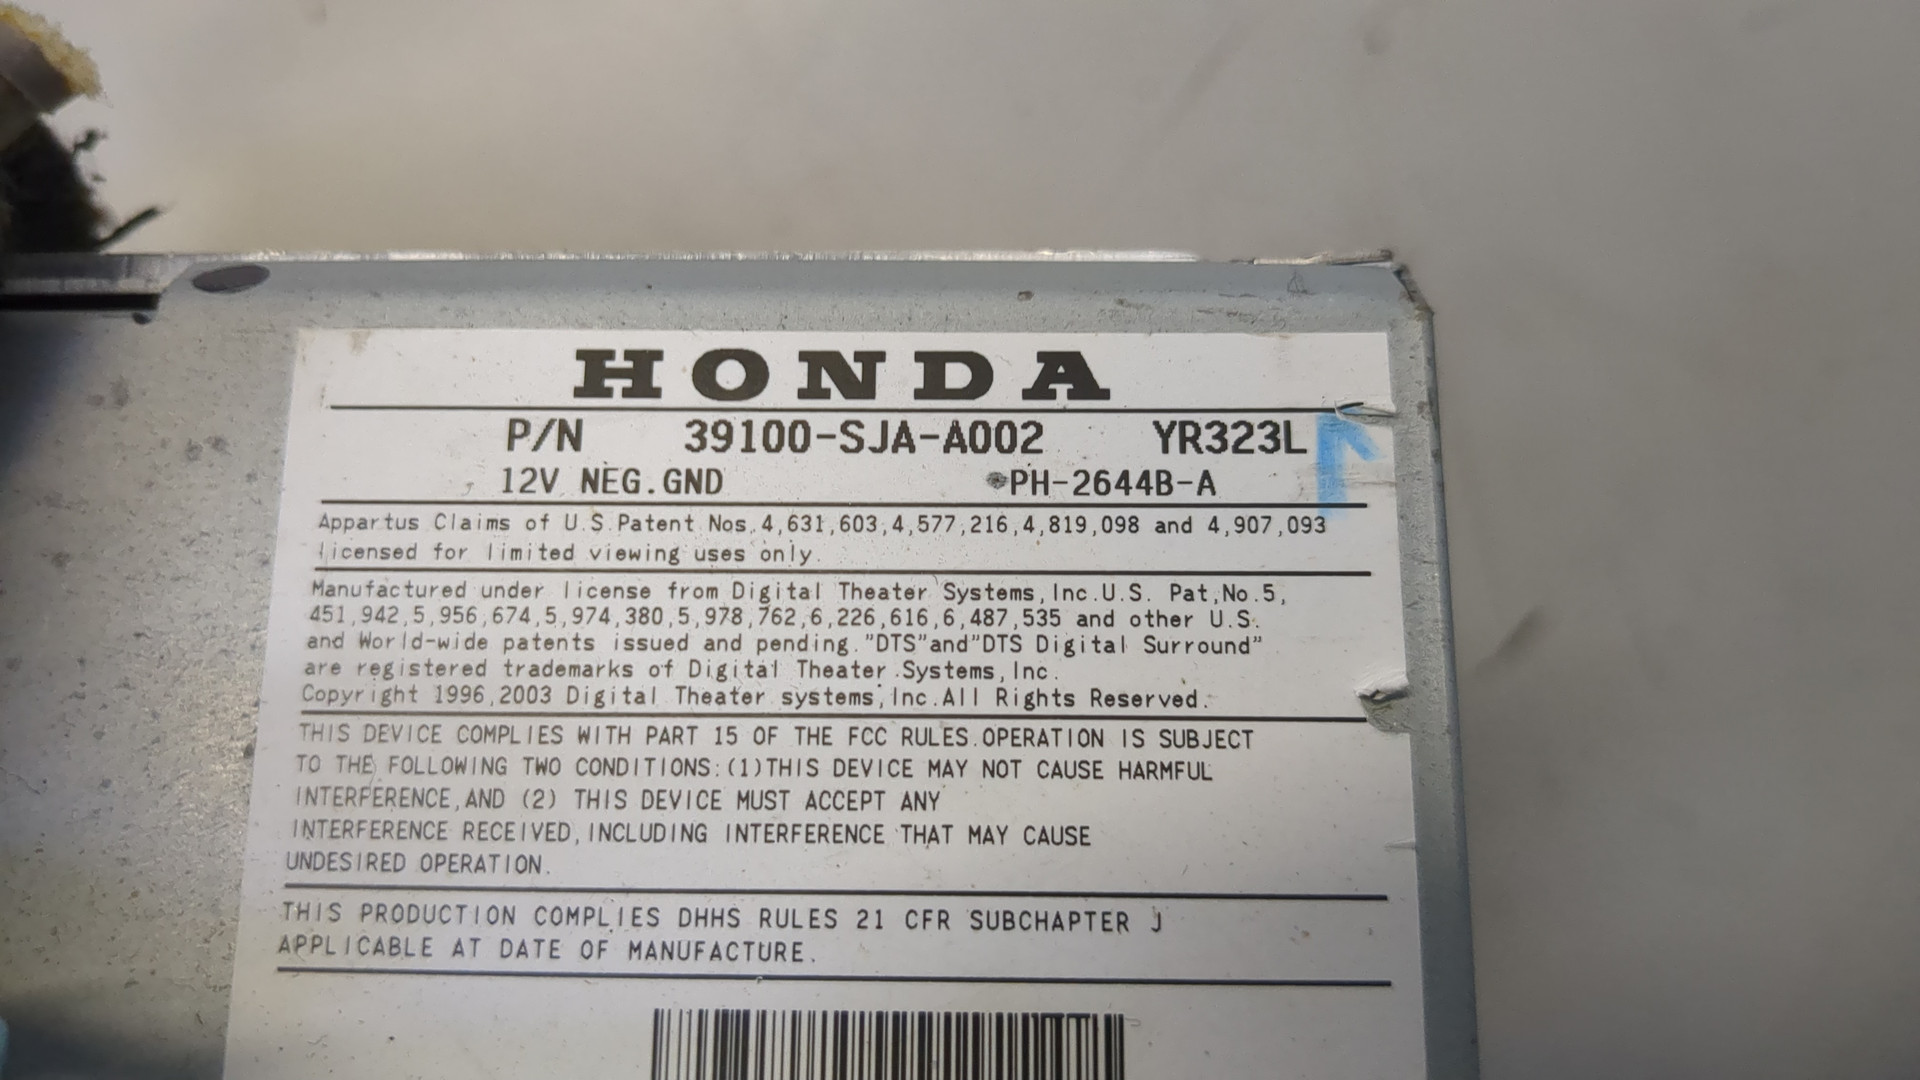 HONDA
P/N 39100-SJA-A002 YR323L
12V NEG.GND PH-2644B-A
Appartus Claims of U.S.Patent Nos.4,631,603,4,577,216,4,819,098 and 4,907,093
licensed for limited viewing uses only.
Manufactured under license from Digital Theater Systems,Inc.U.S. Pat,No.5,
451,942,5,956,674,5,974,380,5,978,762,6,226,616,6,487,535 and other U.S.
and World-wide patents issued and pending."DTS"and"DTS Digital Surround"
are registered trademarks of Digital Theater Systems,Inc.
Copyright 1996,2003 Digital Theater systems,Inc.All Rights Reserved.
THIS DEVICE COMPLIES WITH PART 15 OF THE FCC RULES.OPERATION IS SUBJECT
TO THE FOLLOWING TWO CONDITIONS:(1)THIS DEVICE MAY NOT CAUSE HARMFUL
INTERFERENCE,AND (2) THIS DEVICE MUST ACCEPT ANY
INTERFERENCE RECEIVED,INCLUDING INTERFERENCE THAT MAY CAUSE
UNDESIRED OPERATION.
THIS PRODUCTION COMPLIES DHHS RULES 21 CFR SUBCHAPTER J
APPLICABLE AT DATE OF MANUFACTURE.